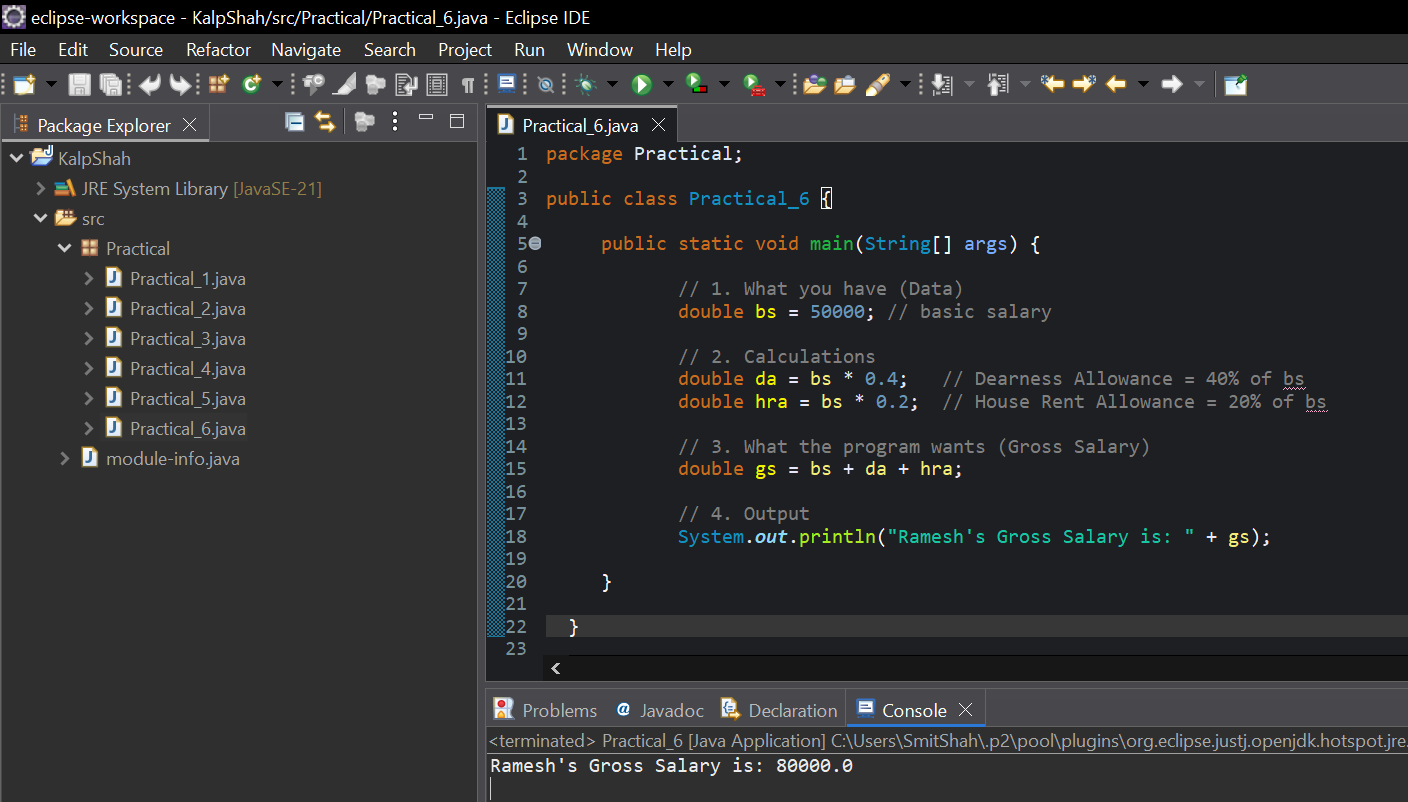 eclipse-workspace - KalpShah/src/Practical/Practical_6.java - Eclipse IDE
File Edit Source Refactor Navigate Search Project Run Window Help
Package Explorer
KalpShah
JRE System Library [JavaSE-21]
src
Practical
Practical_1.java
Practical_2.java
Practical_3.java
Practical_4.java
Practical_5.java
Practical_6.java
module-info.java
Practical_6.java
1 package Practical;
2
3 public class Practical_6 {
4
5 public static void main(String[] args) {
6
7 // 1. What you have (Data)
8 double bs = 50000; // basic salary
9
10 // 2. Calculations
11 double da = bs * 0.4; // Dearness Allowance = 40% of bs
12 double hra = bs * 0.2; // House Rent Allowance = 20% of bs
13
14 // 3. What the program wants (Gross Salary)
15 double gs = bs + da + hra;
16
17 // 4. Output
18 System.out.println("Ramesh's Gross Salary is: " + gs);
19
20 }
21
22 }
23
Problems @ Javadoc Declaration Console
<terminated> Practical_6 [Java Application] C:\Users\SmitShah\.p2\pool\plugins\org.eclipse.justj.openjdk.hotspot.jre.
Ramesh's Gross Salary is: 80000.0